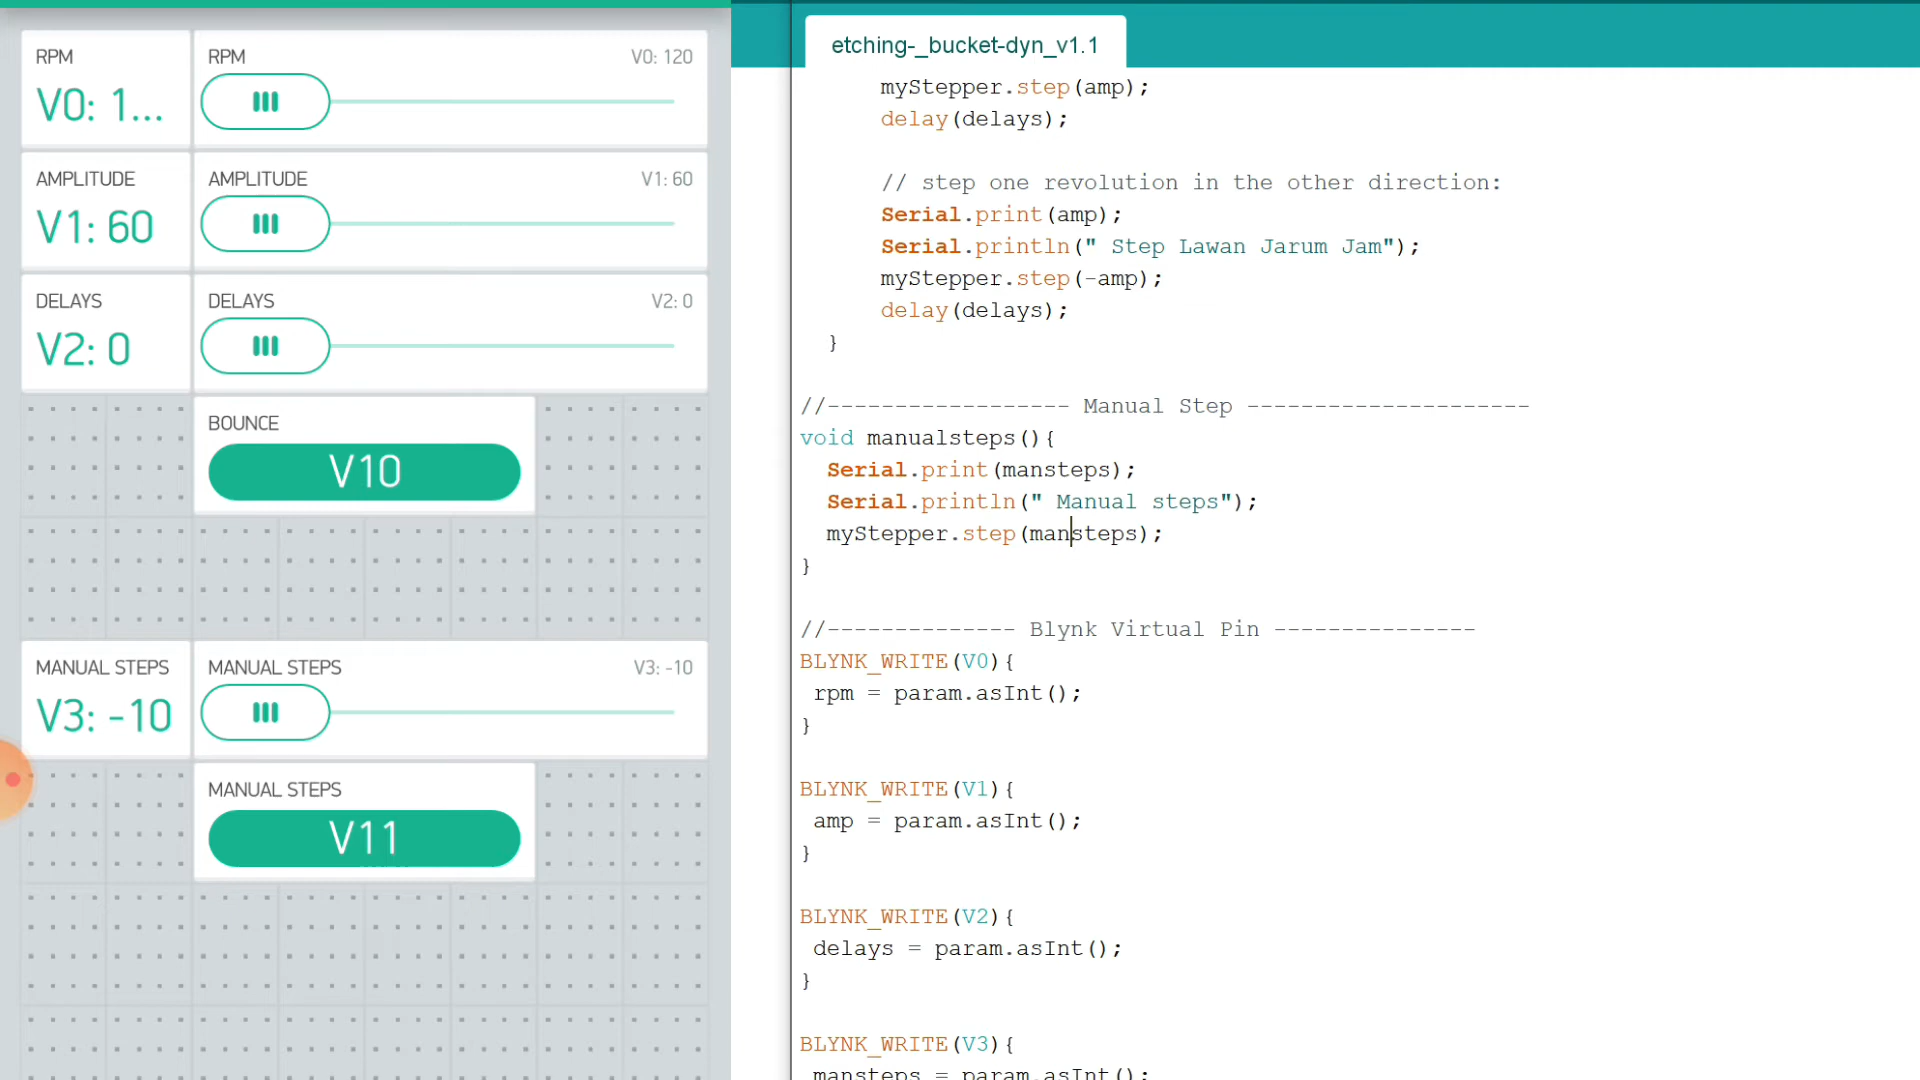 RPM
V0: 1...
RPM
V0: 120
AMPLITUDE
V1: 60
AMPLITUDE
V1: 60
DELAYS
V2: 0
DELAYS
V2: 0
BOUNCE
V10
MANUAL STEPS
V3: -10
MANUAL STEPS
V3: -10
MANUAL STEPS
V11
etching-_bucket-dyn_v1.1
myStepper.step(amp);
delay(delays);
// step one revolution in the other direction:
Serial.print(amp);
Serial.println(" Step Lawan Jarum Jam");
myStepper.step(-amp);
delay(delays);
}
//------------------ Manual Step ---------------------
void manualsteps(){
Serial.print(mansteps);
Serial.println(" Manual steps");
myStepper.step(mansteps);
}
//-------------- Blynk Virtual Pin ---------------
BLYNK_WRITE(V0){
rpm = param.asInt();
}
BLYNK_WRITE(V1){
amp = param.asInt();
}
BLYNK_WRITE(V2){
delays = param.asInt();
}
BLYNK_WRITE(V3){
mansteps = param.asInt();